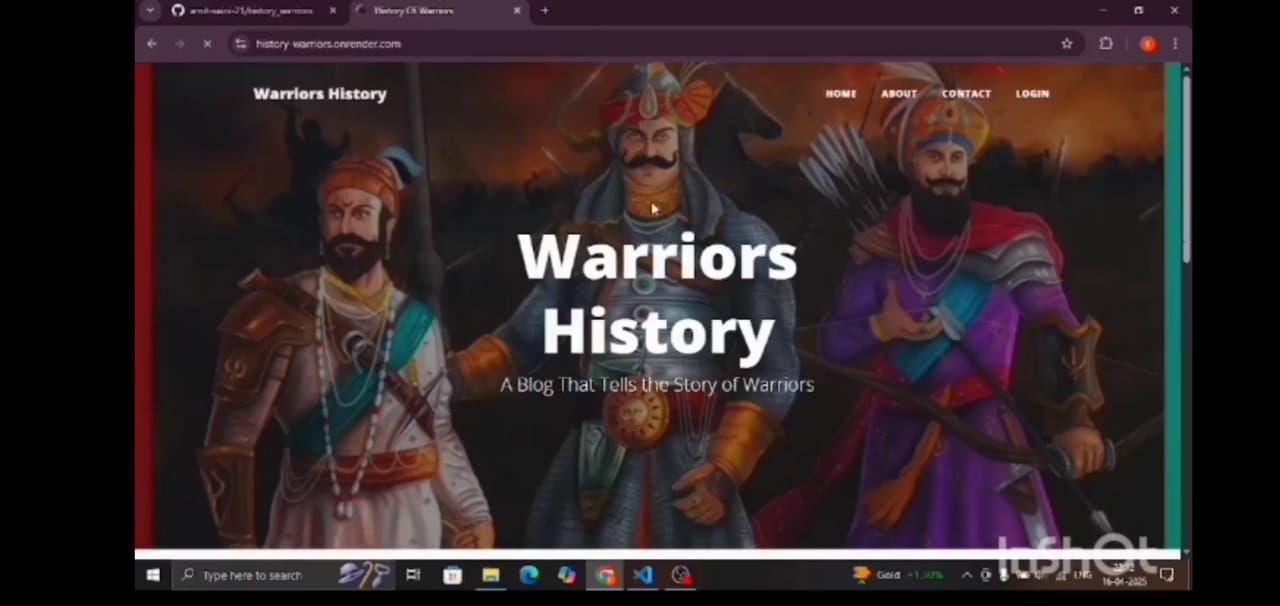 amit-saini-21/history_warriors
History Of Warriors
history-warriors.onrender.com
Warriors History
HOME ABOUT CONTACT LOGIN
Warriors
History
A Blog That Tells the Story of Warriors
InShOt
Type here to search
Gold +1.30%
ENG
22:12
16-04-2025